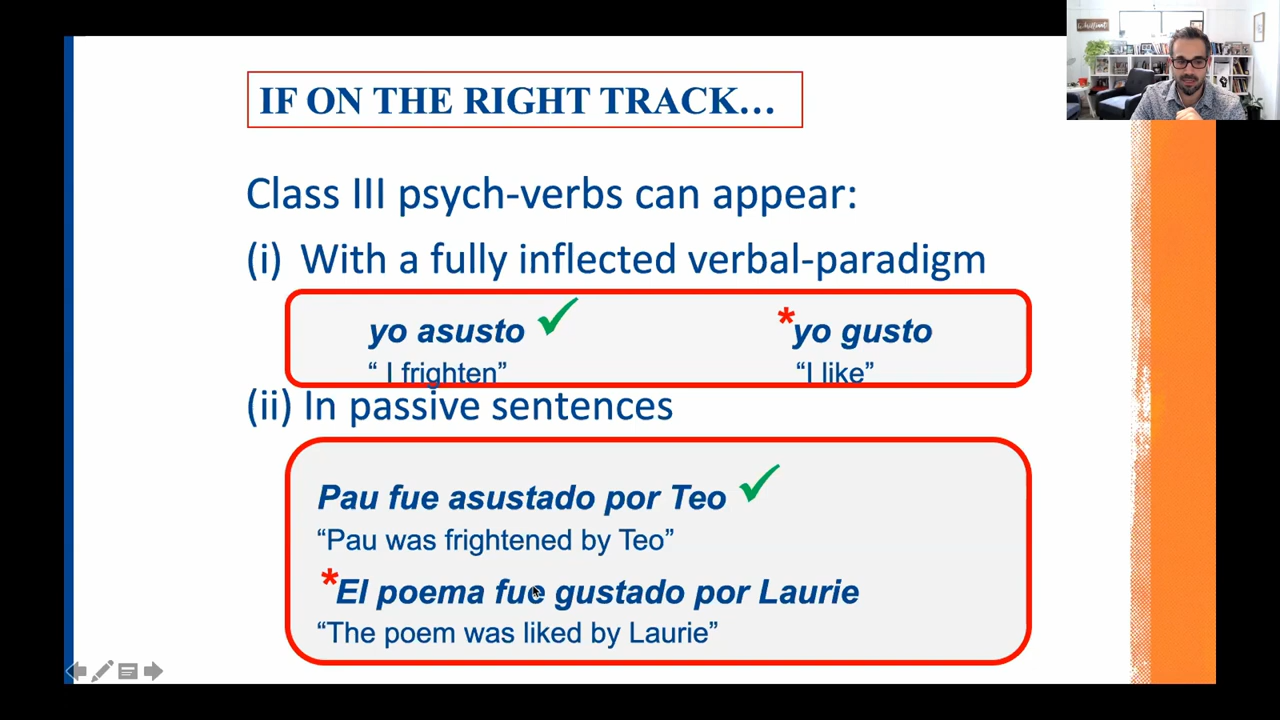 IF ON THE RIGHT TRACK…
Class III psych-verbs can appear:
(i) With a fully inflected verbal-paradigm
yo asusto ✓ *yo gusto
“ I frighten” “I like”
(ii) In passive sentences
Pau fue asustado por Teo ✓
“Pau was frightened by Teo”
*El poema fue gustado por Laurie
“The poem was liked by Laurie”